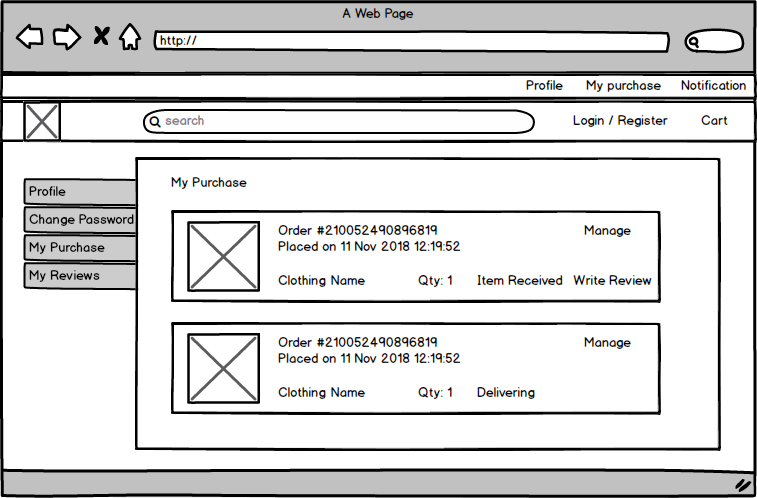 A Web Page
http://
Profile My purchase Notification
search Login / Register Cart
My Purchase
Profile
Change Password
My Purchase
My Reviews
Order #210052490896819 Manage
Placed on 11 Nov 2018 12:19:52
Clothing Name Qty: 1 Item Received Write Review
Order #210052490896819 Manage
Placed on 11 Nov 2018 12:19:52
Clothing Name Qty: 1 Delivering